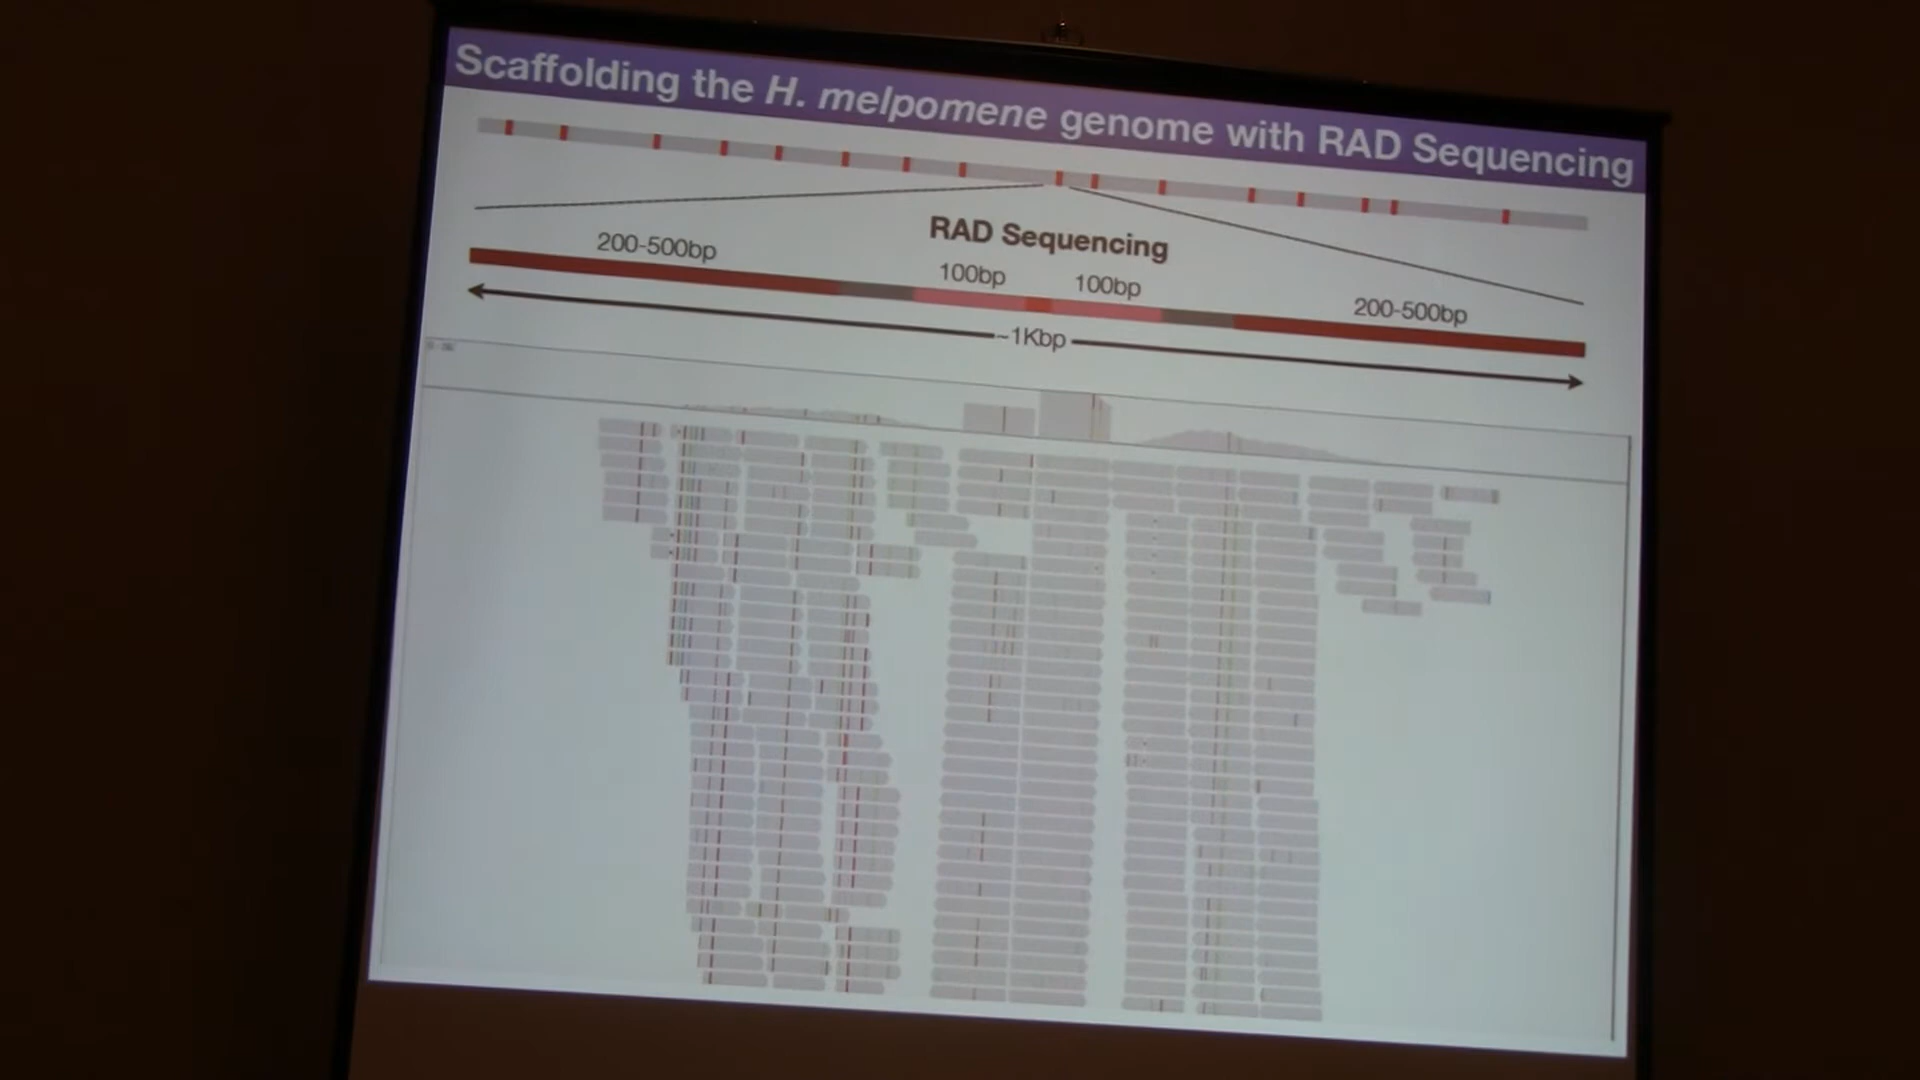 Scaffolding the H. melpomene genome with RAD Sequencing
RAD Sequencing
200-500bp
100bp
100bp
200-500bp
~1Kbp